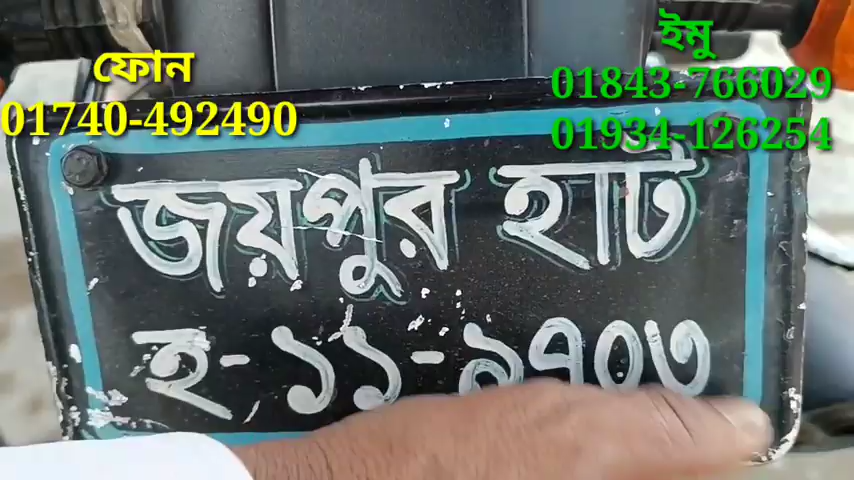 ফোন
01740-492490
ইমু
01843-766029
01934-126254
জয়পুর হাট
হ-১১-৯৭০৩